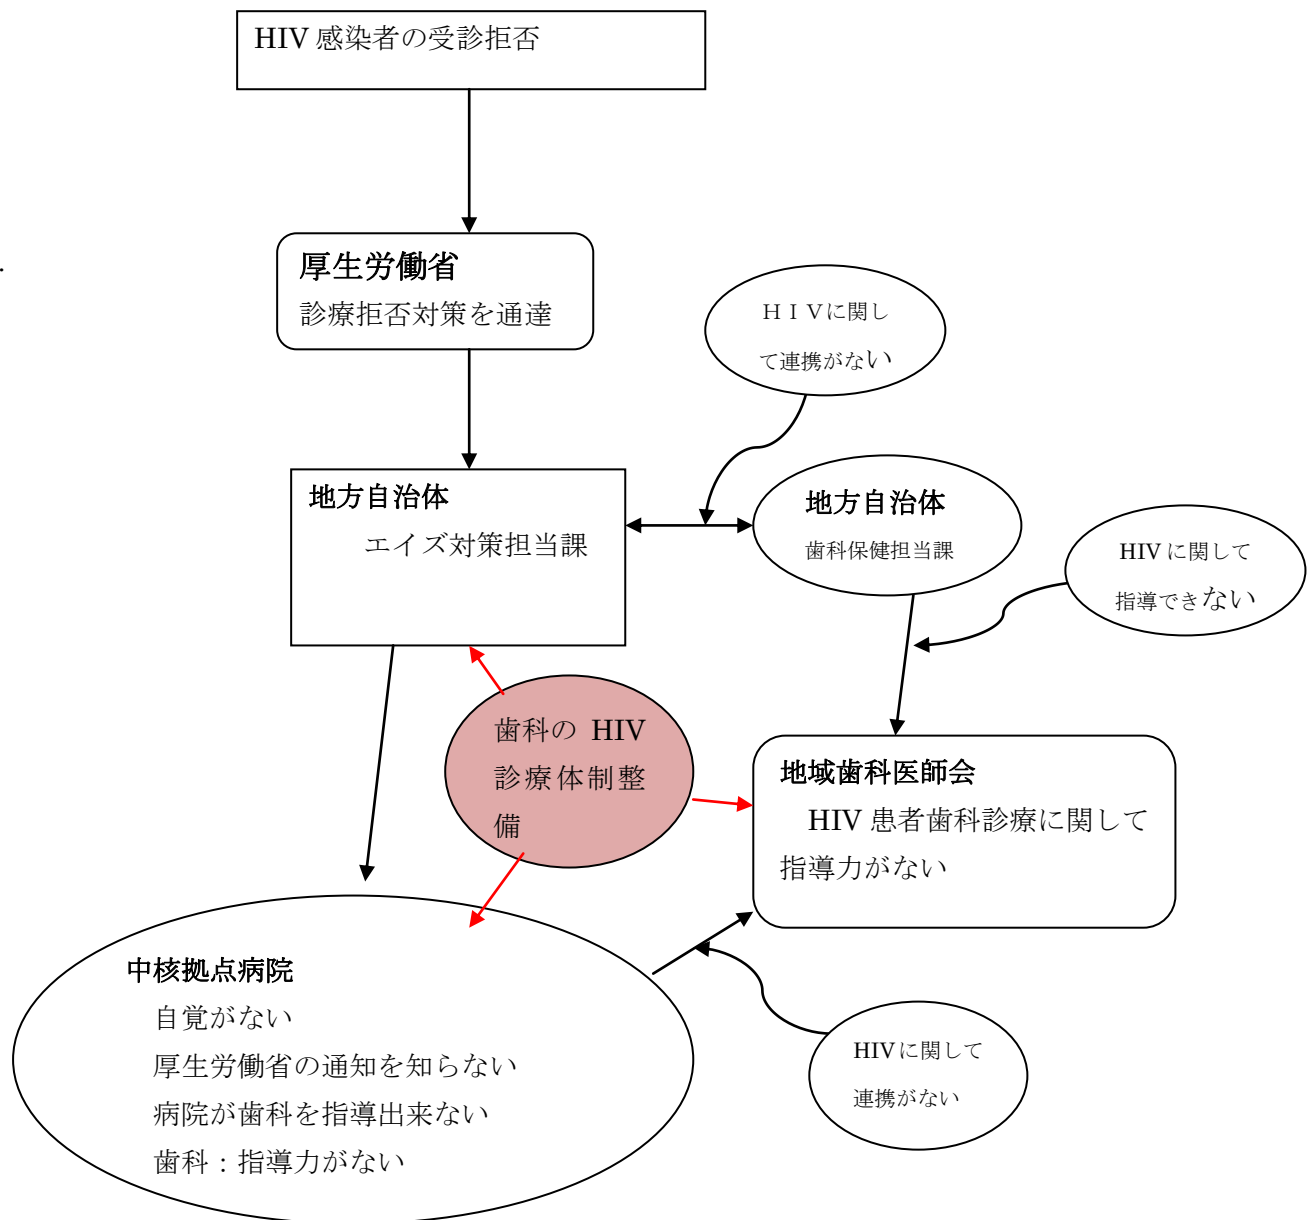 HIV 感染者の受診拒否
厚生労働省
診療拒否対策を通達
ＨＩＶに関し
て連携がない
地方自治体
エイズ対策担当課
地方自治体
歯科保健担当課
HIV に関して
指導できない
歯科の HIV
診療体制整
備
地域歯科医師会
HIV 患者歯科診療に関して
指導力がない
中核拠点病院
自覚がない
厚生労働省の通知を知らない
病院が歯科を指導出来ない
歯科：指導力がない
HIVに関して
連携がない